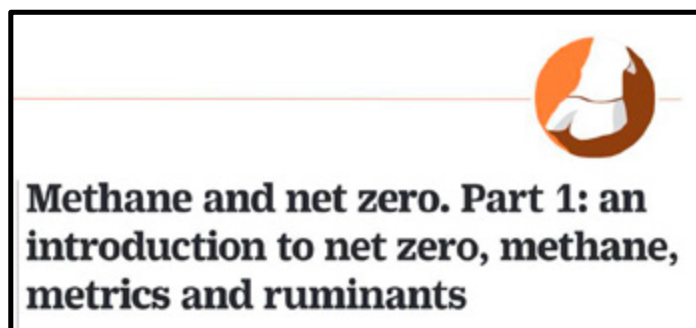 Methane and net zero. Part 1: an
introduction to net zero, methane,
metrics and ruminants